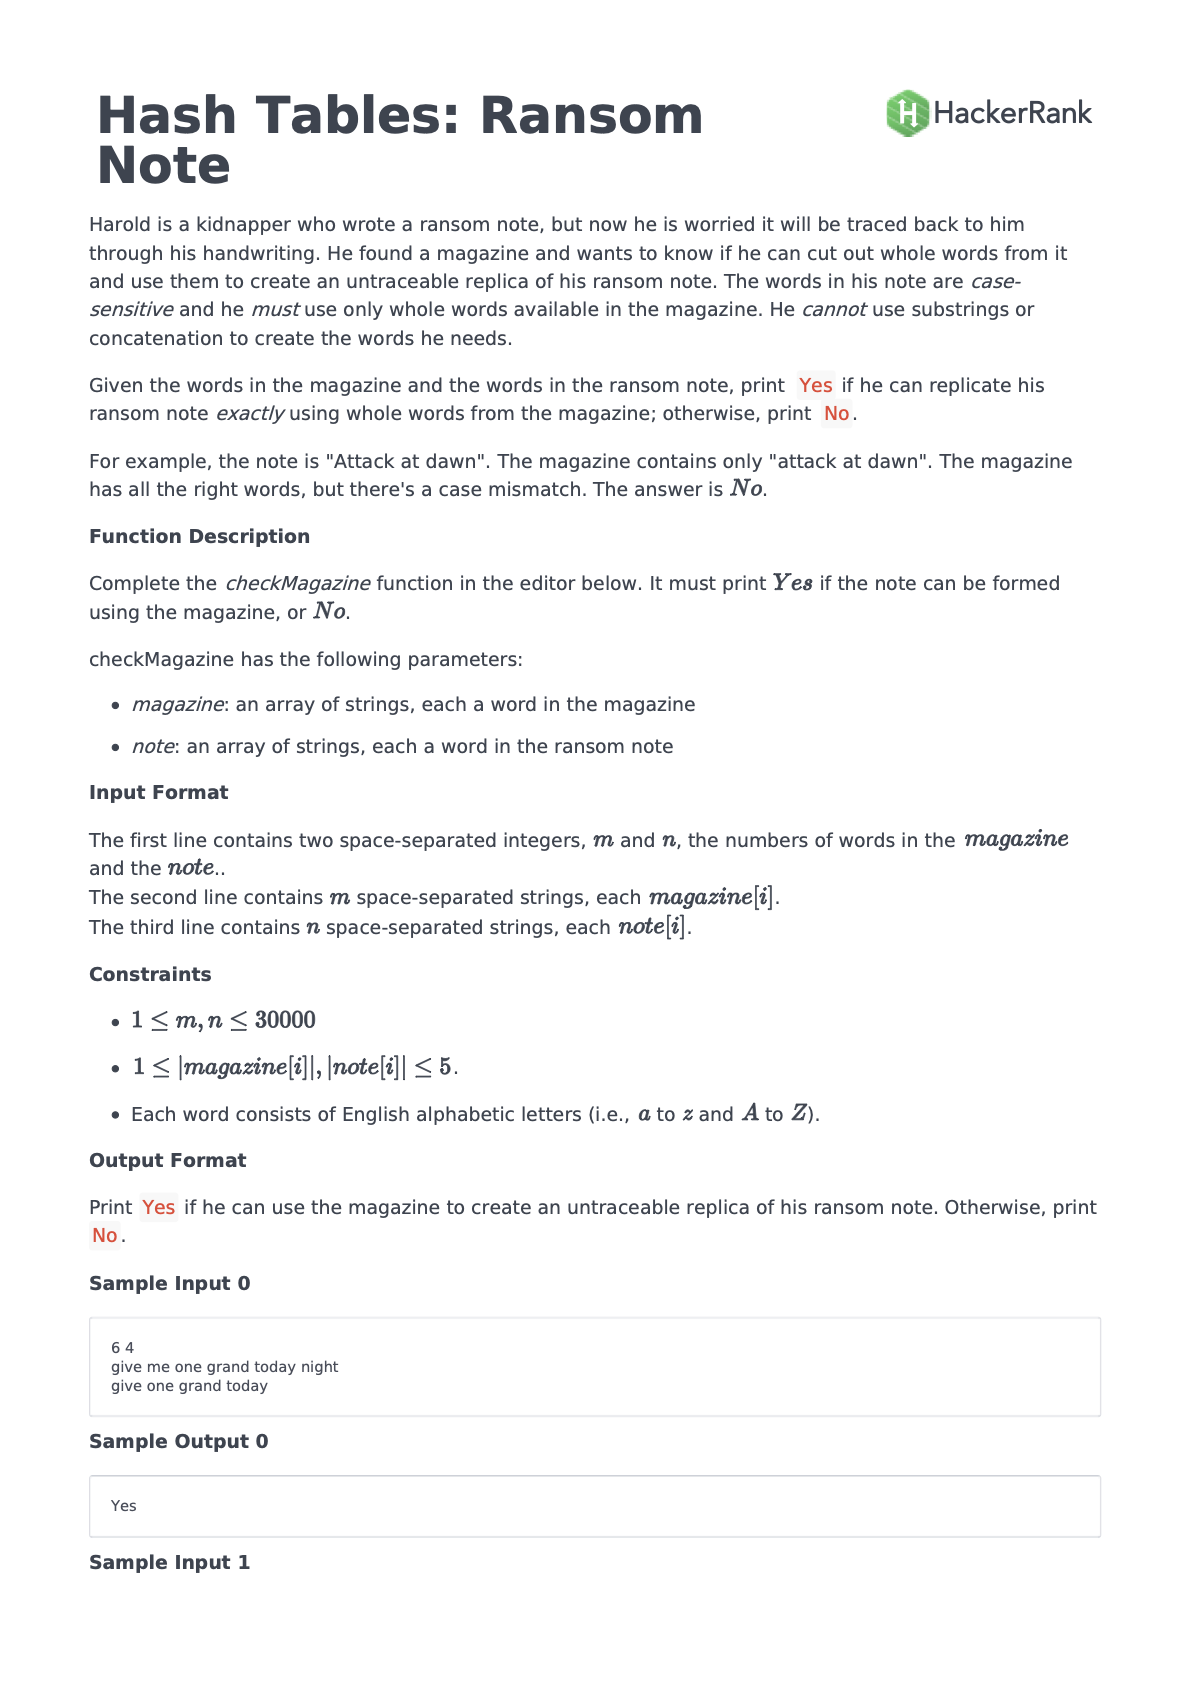 Hash Tables: Ransom
Note
HackerRank
Harold is a kidnapper who wrote a ransom note, but now he is worried it will be traced back to him
through his handwriting. He found a magazine and wants to know if he can cut out whole words from it
and use them to create an untraceable replica of his ransom note. The words in his note are case-
sensitive and he must use only whole words available in the magazine. He cannot use substrings or
concatenation to create the words he needs.
Given the words in the magazine and the words in the ransom note, print Yes if he can replicate his
ransom note exactly using whole words from the magazine; otherwise, print No.
For example, the note is "Attack at dawn". The magazine contains only "attack at dawn". The magazine
has all the right words, but there's a case mismatch. The answer is No.
Function Description
Complete the checkMagazine function in the editor below. It must print Yes if the note can be formed
using the magazine, or No.
checkMagazine has the following parameters:
• magazine: an array of strings, each a word in the magazine
• note: an array of strings, each a word in the ransom note
Input Format
The first line contains two space-separated integers, m and n, the numbers of words in the magazine
and the note..
The second line contains m space-separated strings, each magazine[i].
The third line contains n space-separated strings, each note[i].
Constraints
• 1 ≤ m, n ≤ 30000
• 1 ≤ |magazine[i]|, |note[i]| ≤ 5.
• Each word consists of English alphabetic letters (i.e., a to z and A to Z).
Output Format
Print Yes if he can use the magazine to create an untraceable replica of his ransom note. Otherwise, print
No.
Sample Input 0
6 4
give me one grand today night
give one grand today
Sample Output 0
Yes
Sample Input 1